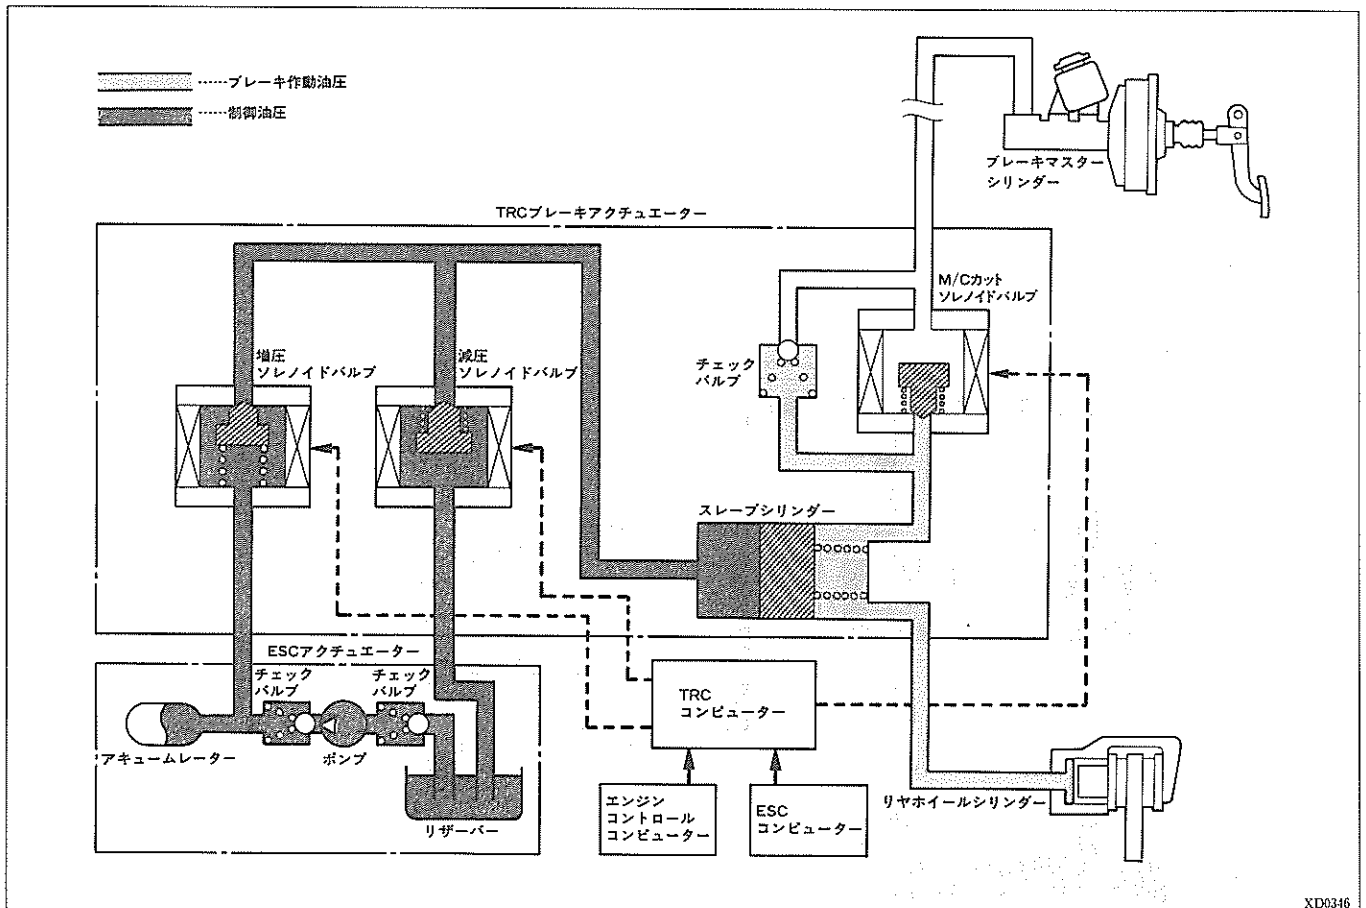 ……ブレーキ作動油圧
……制御油圧
ブレーキマスター
シリンダー
TRCブレーキアクチュエーター
M/Cカット
ソレノイドバルブ
増圧
ソレノイドバルブ
減圧
ソレノイドバルブ
チェック
バルブ
スレーブシリンダー
ESCアクチュエーター
チェック
バルブ
チェック
バルブ
アキュームレーター
ポンプ
リザーバー
TRC
コンピューター
エンジン
コントロール
コンピューター
ESC
コンピューター
リヤホイールシリンダー
XD0346